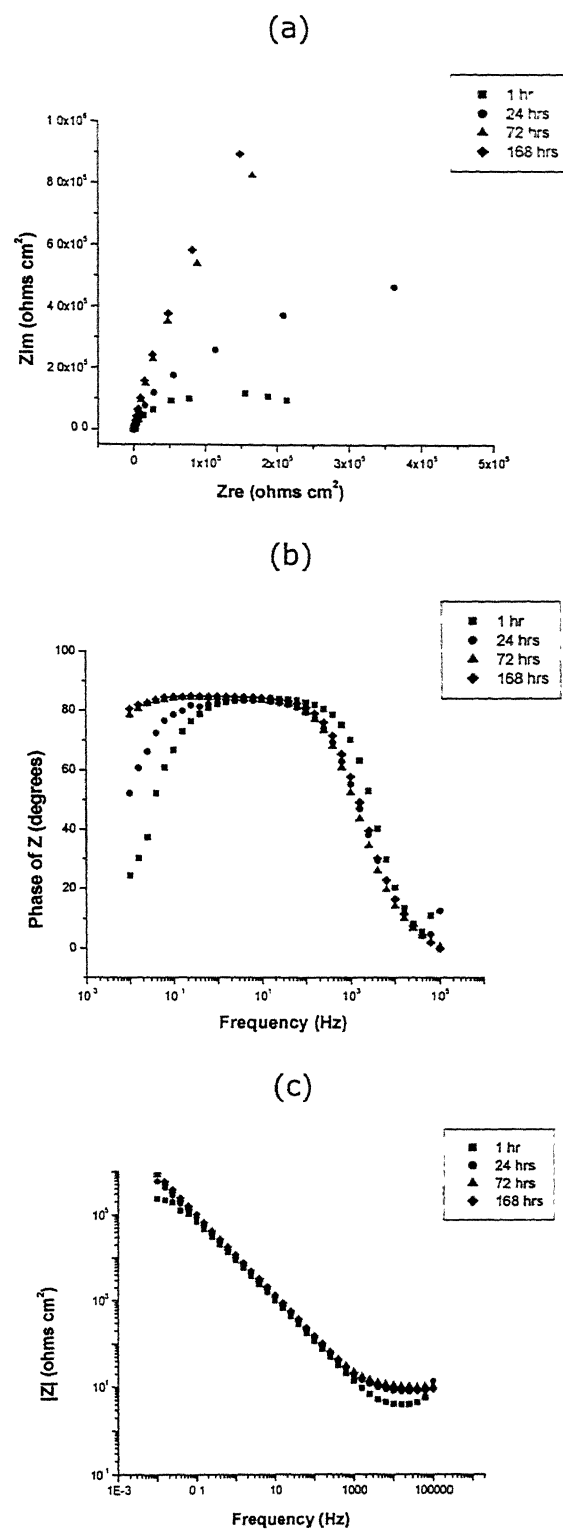 (a)
1 hr
24 hrs
72 hrs
168 hrs
1 0x10⁶
8 0x10⁵
6 0x10⁵
4 0x10⁵
2 0x10⁵
0 0
Zim (ohms cm²)
0
1x10⁵
2x10⁵
3x10⁵
4x10⁵
5x10⁵
Zre (ohms cm²)
(b)
1 hr
24 hrs
72 hrs
168 hrs
100
80
60
40
20
0
Phase of Z (degrees)
10³
10⁻¹
10¹
10³
10⁵
Frequency (Hz)
(c)
1 hr
24 hrs
72 hrs
168 hrs
10⁵
10³
10¹
10⁻¹
|Z| (ohms cm²)
1E-3
0 1
10
1000
100000
Frequency (Hz)